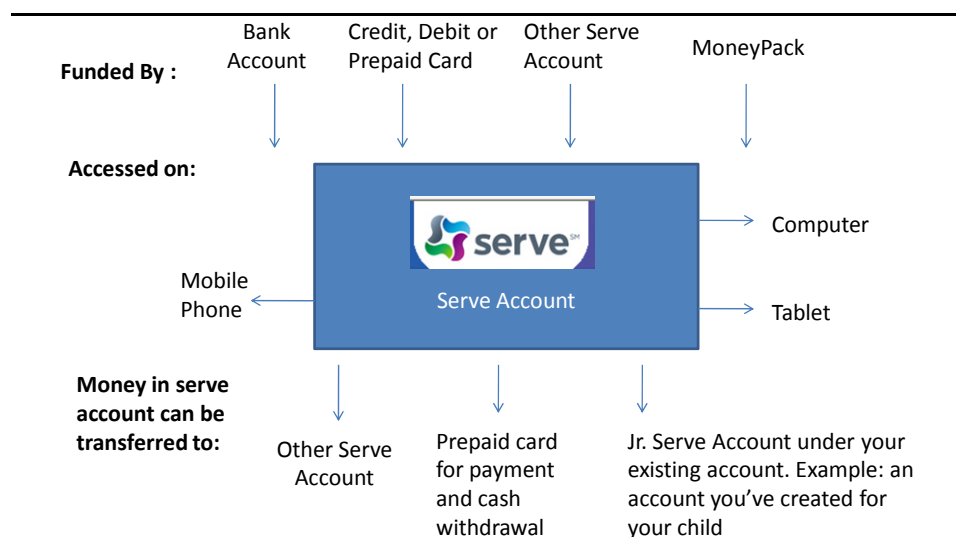 Bank
Account
Credit, Debit or
Prepaid Card
Other Serve
Account
MoneyPack
Funded By :
Accessed on:
serve SM
Serve Account
Computer
Mobile
Phone
Tablet
Money in serve
account can be
transferred to:
Other Serve
Account
Prepaid card
for payment
and cash
withdrawal
Jr. Serve Account under your
existing account. Example: an
account you’ve created for
your child